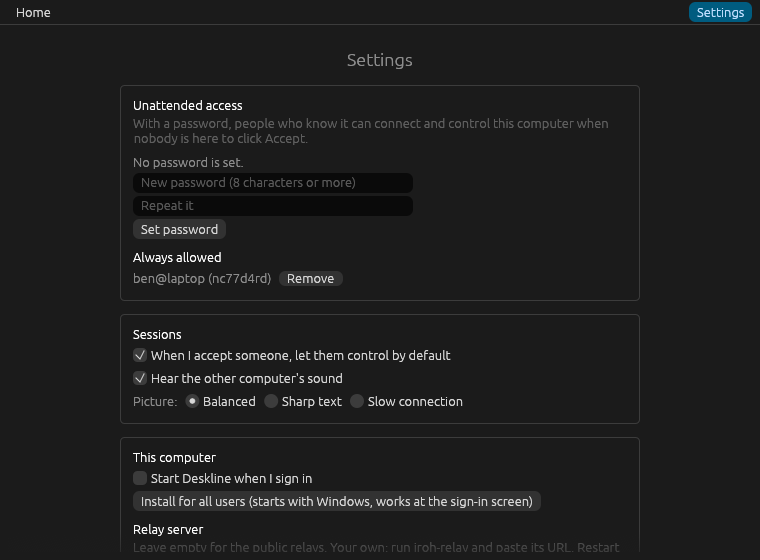 Home
Settings
Settings
Unattended access
With a password, people who know it can connect and control this computer when
nobody is here to click Accept.
No password is set.
New password (8 characters or more)
Repeat it
Set password
Always allowed
ben@laptop (nc77d4rd) Remove
Sessions
When I accept someone, let them control by default
Hear the other computer's sound
Picture: Balanced Sharp text Slow connection
This computer
Start Deskline when I sign in
Install for all users (starts with Windows, works at the sign-in screen)
Relay server
Leave empty for the public relays. Your own: run iroh-relay and paste its URL. Restart